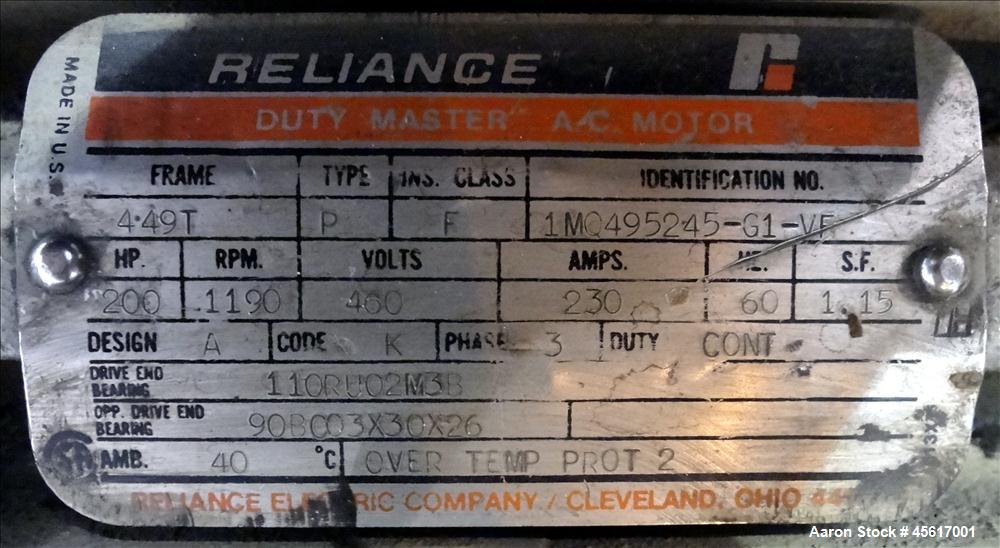 RELIANCE
DUTY MASTER A/C MOTOR
MADE IN U.S.
FRAME TYPE INS. CLASS IDENTIFICATION NO.
449T P F 1MQ495245-G1-VF
HP. RPM. VOLTS AMPS. HZ. S.F.
200 1190 460 230 60 1.15
DESIGN A CODE K PHASE 3 DUTY CONT
DRIVE END
BEARING 110RU02M3B
OPP. DRIVE END
BEARING 90BC03X30X26
AMB. 40 °C OVER TEMP PROT 2
RELIANCE ELECTRIC COMPANY / CLEVELAND, OHIO
Aaron Stock # 45617001